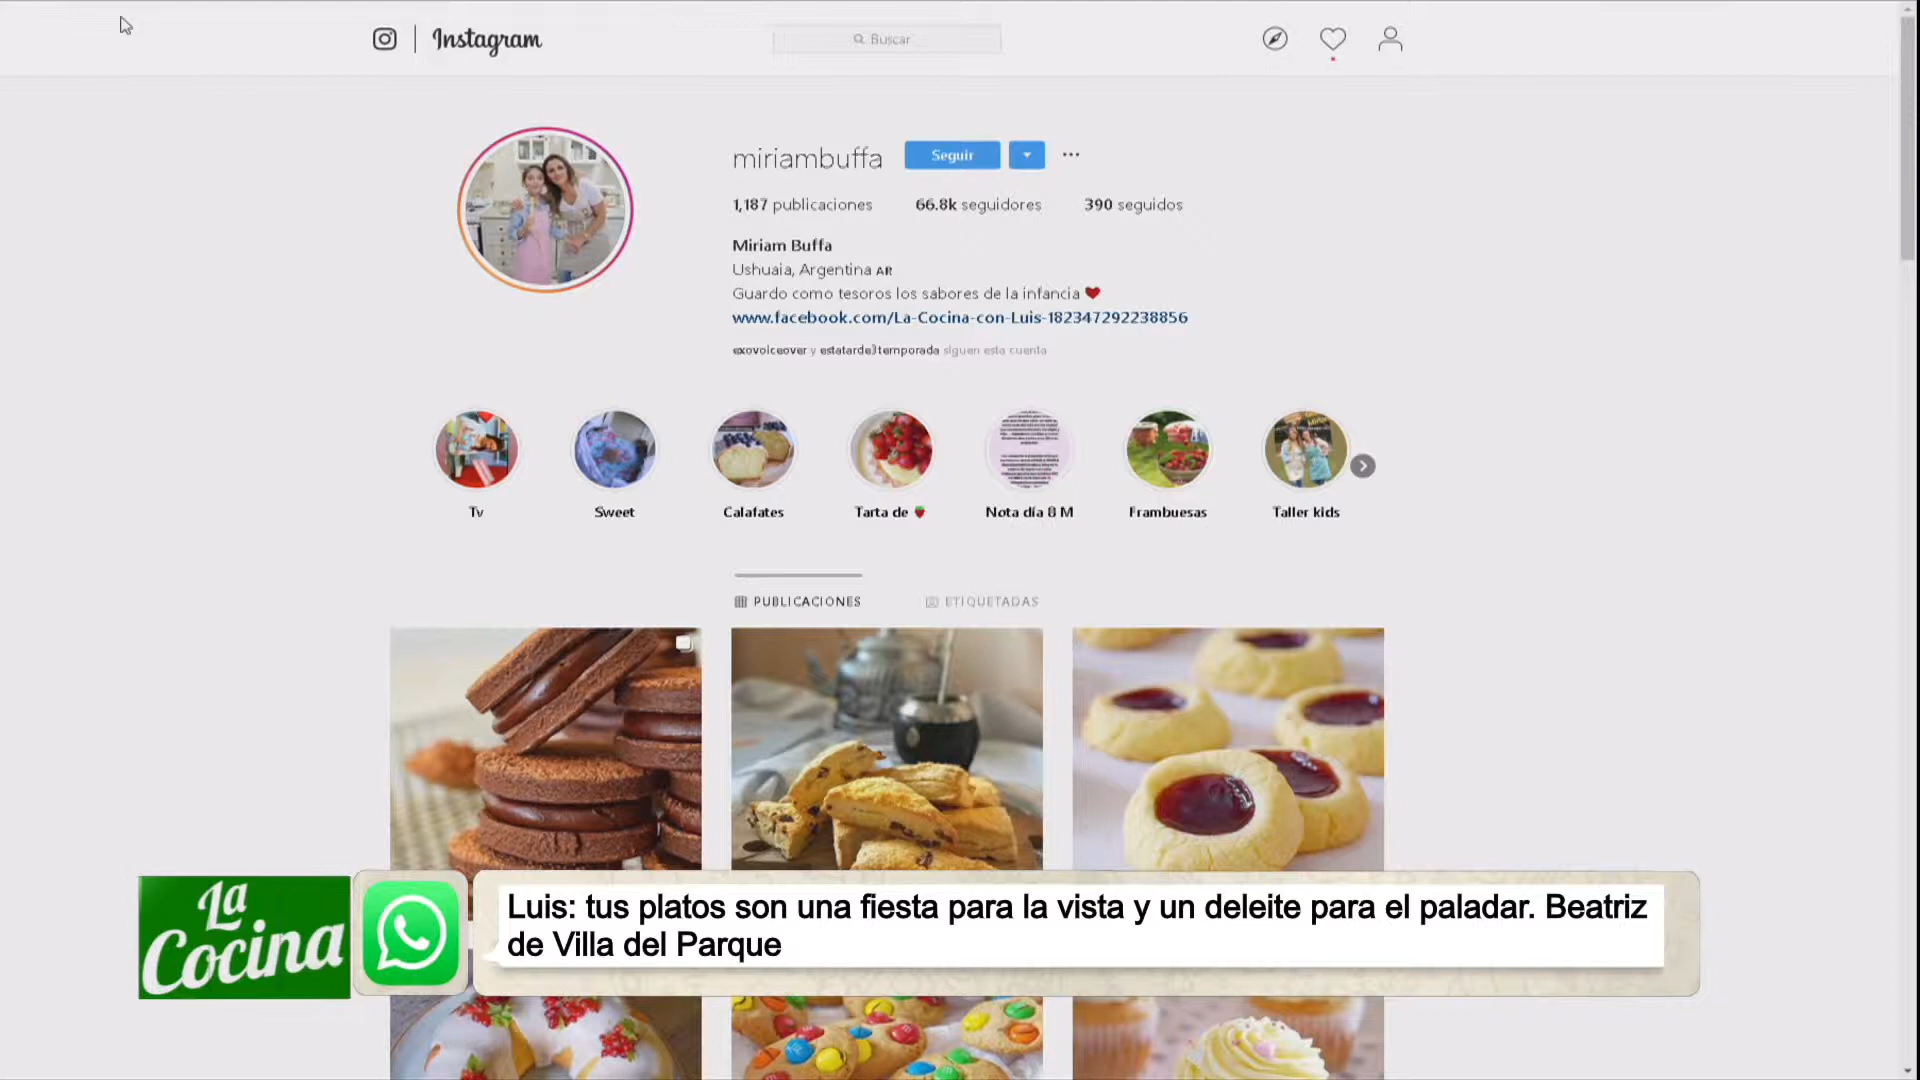 Instagram
Buscar
miriambuffa Seguir
1,187 publicaciones 66.8k seguidores 390 seguidos
Miriam Buffa
Ushuaia, Argentina AR
Guardo como tesoros los sabores de la infancia ❤
www.facebook.com/La-Cocina-con-Luis-182347292238856
exovoiceover y estatarde3temporada siguen esta cuenta
Tv Sweet Calafates Tarta de 🍓 Nota día 8 M Frambuesas Taller kids
PUBLICACIONES ETIQUETADAS
La Cocina
Luis: tus platos son una fiesta para la vista y un deleite para el paladar. Beatriz
de Villa del Parque